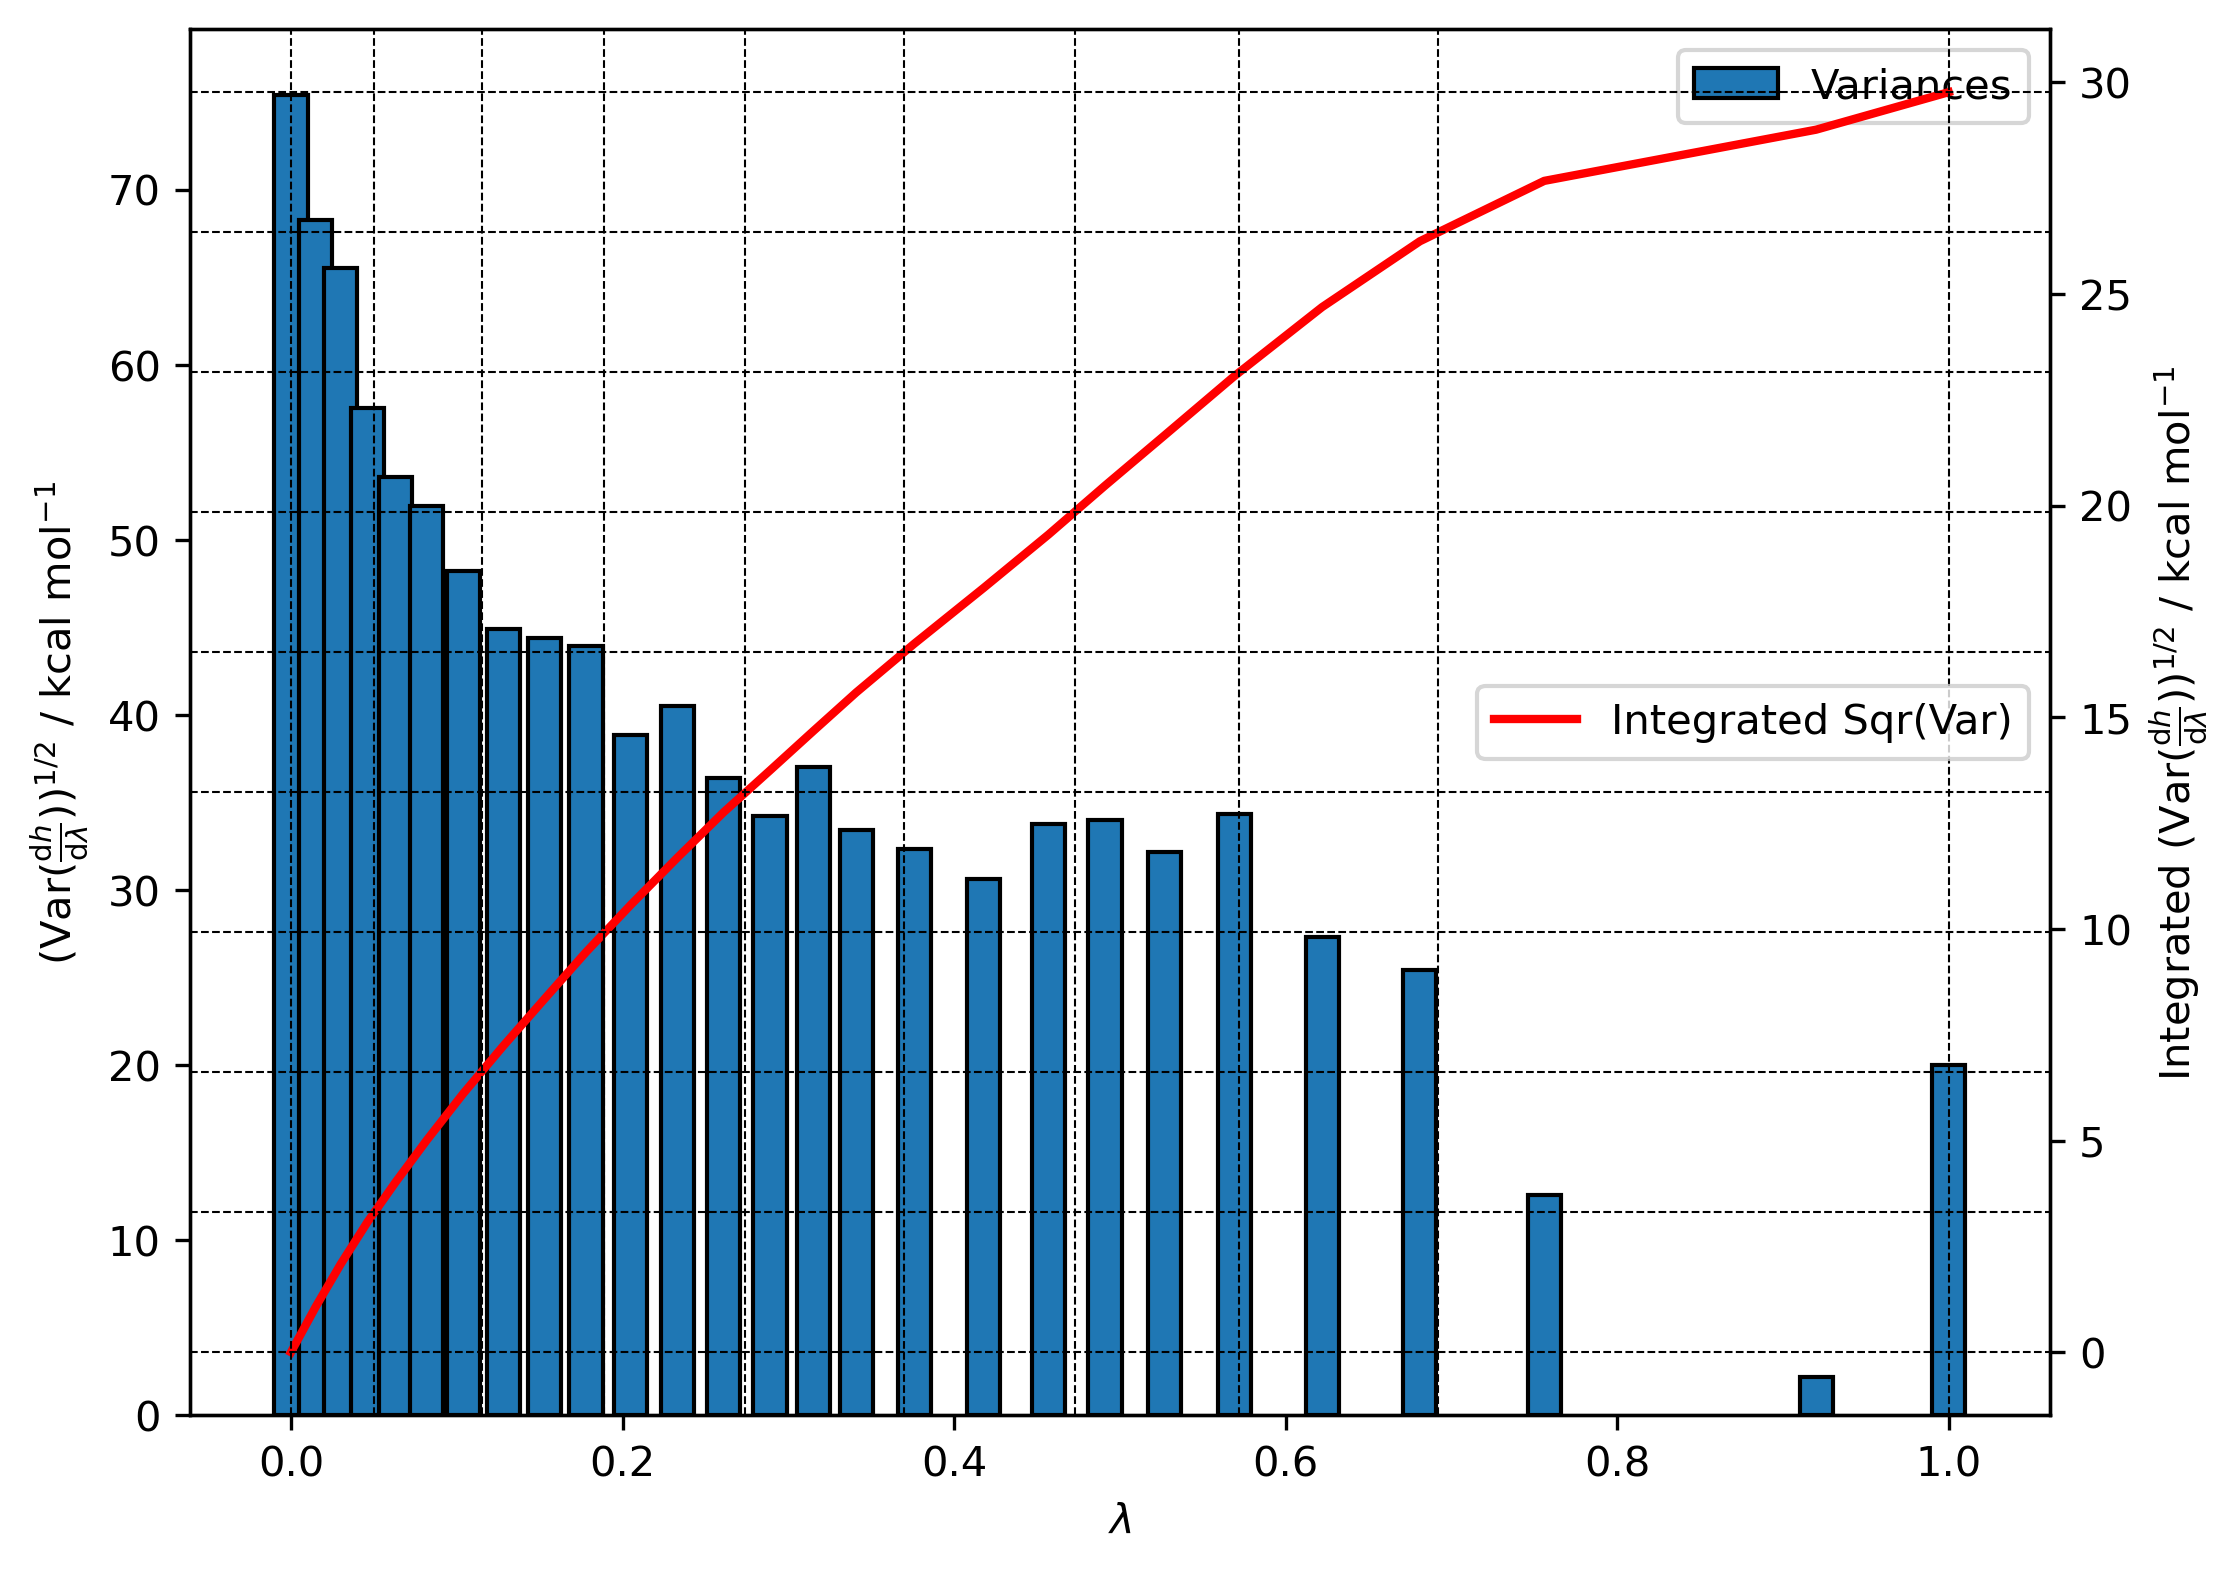 Variances
Integrated Sqr(Var)
(Var(dh/dλ))^1/2 / kcal mol^−1
70
60
50
40
30
20
10
0
30
25
20
15
10
5
0
Integrated (Var(dh/dλ))^1/2 / kcal mol^−1
0.0 0.2 0.4 0.6 0.8 1.0
λ